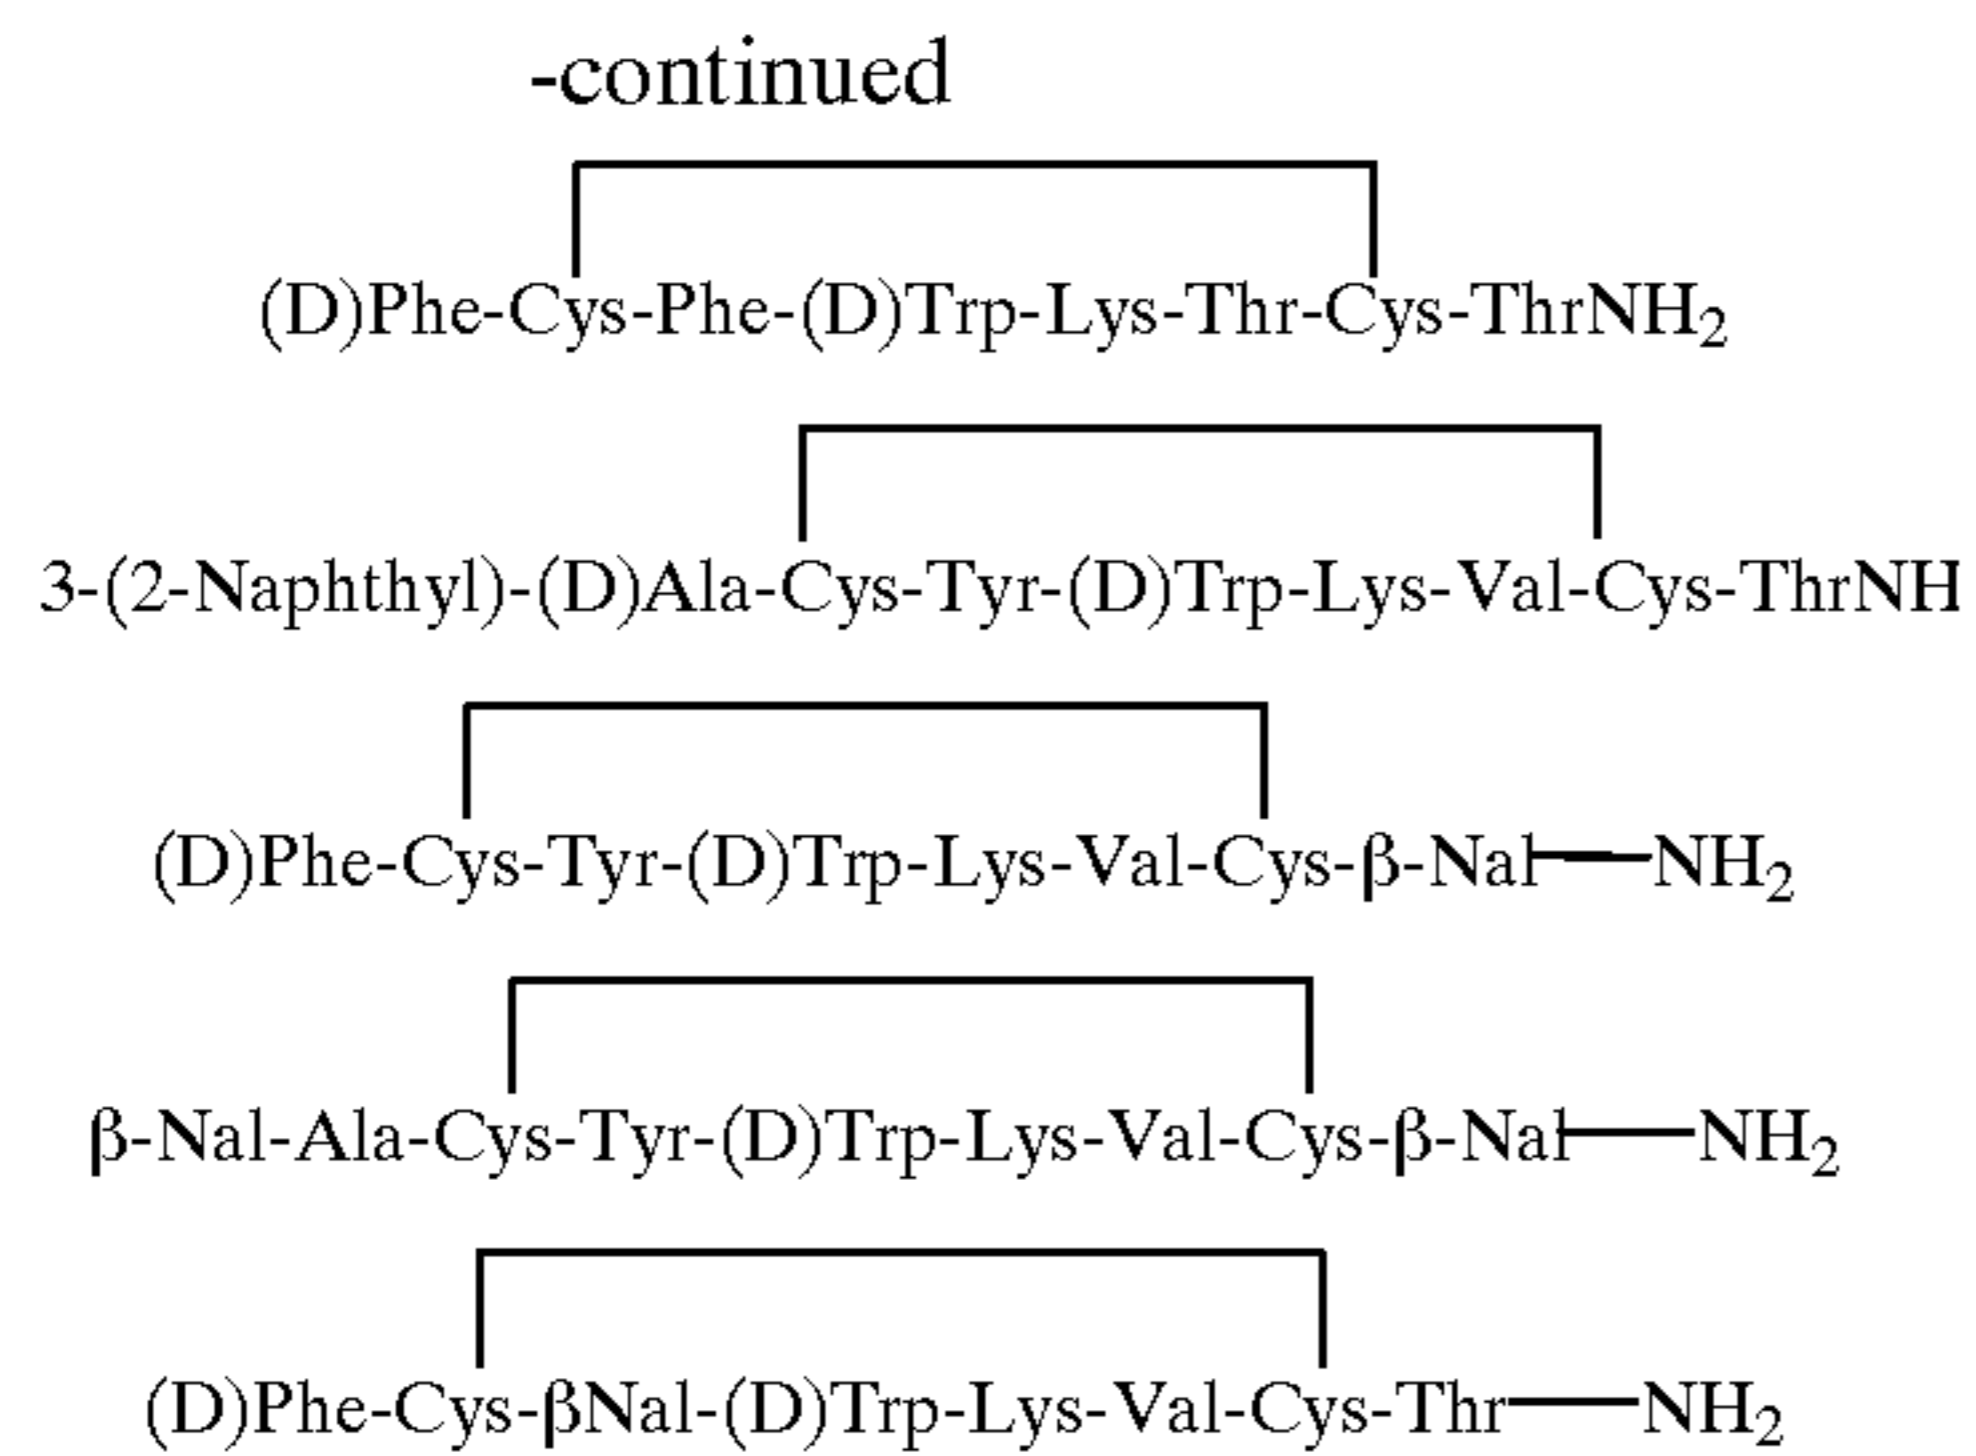 -continued
(D)Phe-Cys-Phe-(D)Trp-Lys-Thr-Cys-ThrNH₂
3-(2-Naphthyl)-(D)Ala-Cys-Tyr-(D)Trp-Lys-Val-Cys-ThrNH
(D)Phe-Cys-Tyr-(D)Trp-Lys-Val-Cys-β-Nal—NH₂
β-Nal-Ala-Cys-Tyr-(D)Trp-Lys-Val-Cys-β-Nal—NH₂
(D)Phe-Cys-βNal-(D)Trp-Lys-Val-Cys-Thr—NH₂